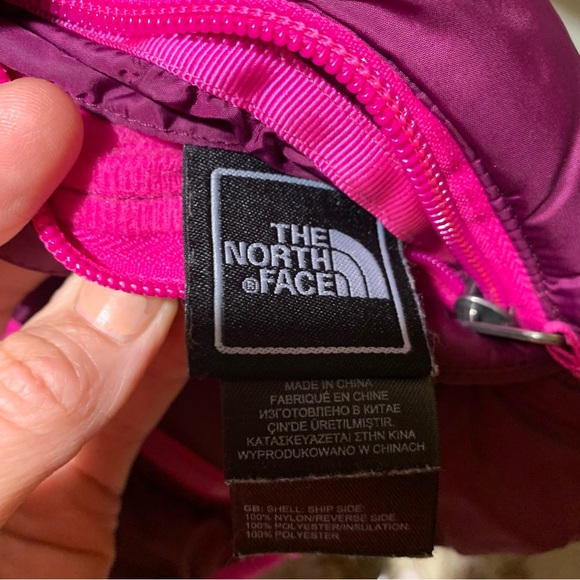 THE
NORTH
®FACE
MADE IN CHINA
FABRIQUÉ EN CHINE
ИЗГОТОВЛЕНО В КИТАЕ
ÇIN'DE ÜRETILMIŞTIR.
ΚΑΤΑΣΚΕΥΑΖΕΤΑΙ ΣΤΗΝ ΚΙΝΑ
WYPRODUKOWANO W CHINACH
GB: SHELL: SHIP SIDE:
100% NYLON/REVERSE SIDE:
100% POLYESTER/INSULATION:
100% POLYESTER